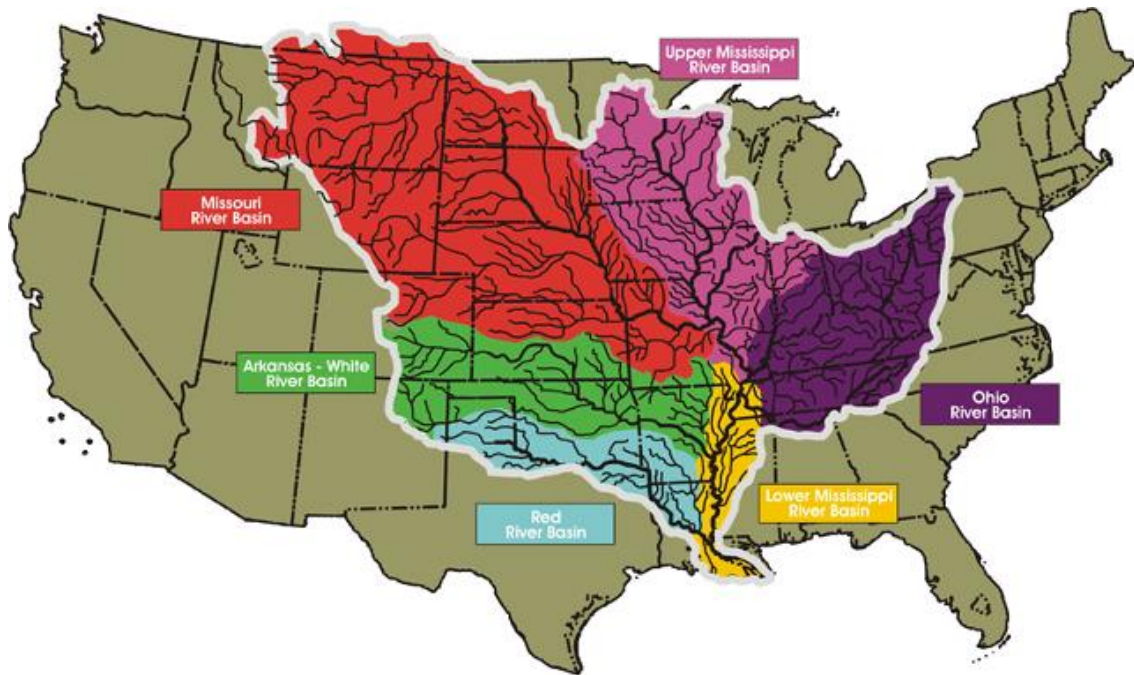 Upper Mississippi
River Basin
Missouri
River Basin
Arkansas - White
River Basin
Ohio
River Basin
Lower Mississippi
River Basin
Red
River Basin